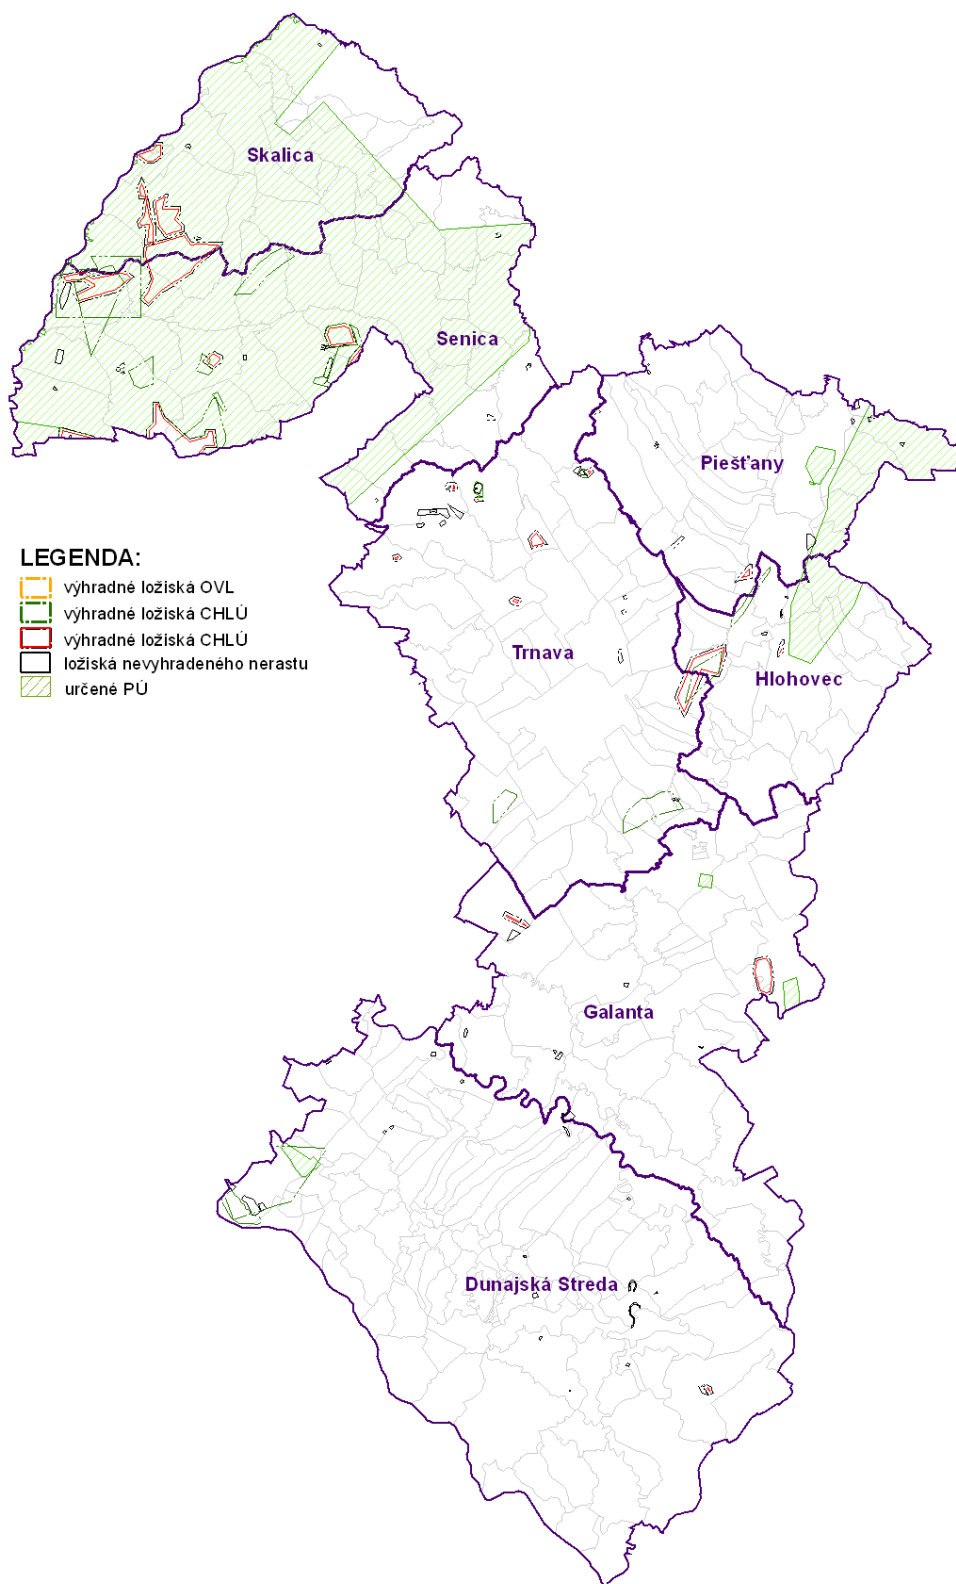 Skalica
Senica
Piešťany
LEGENDA:
výhradné ložiská OVL
výhradné ložiská CHLÚ
výhradné ložiská CHLÚ
ložiská nevyhradeného nerastu
určené PÚ
Trnava
Hlohovec
Galanta
Dunajská Streda